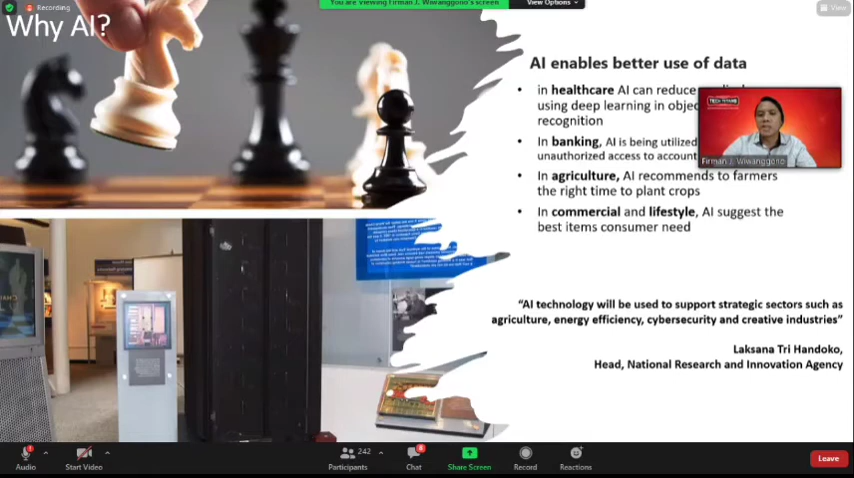 Recording
You are viewing Firman J. Wiwanggono's screen
View Options
View
Why AI?
AI enables better use of data
• in healthcare AI can reduce
using deep learning in
recognition
• In banking, AI is being utilized
unauthorized access to account
• In agriculture, AI recommends to farmers
the right time to plant crops
• In commercial and lifestyle, AI suggest the
best items consumer need
Firman J. Wiwanggono
"AI technology will be used to support strategic sectors such as
agriculture, energy efficiency, cybersecurity and creative industries"
Laksana Tri Handoko,
Head, National Research and Innovation Agency
Audio
Start Video
242
Participants
Chat
Share Screen
Record
Reactions
Leave